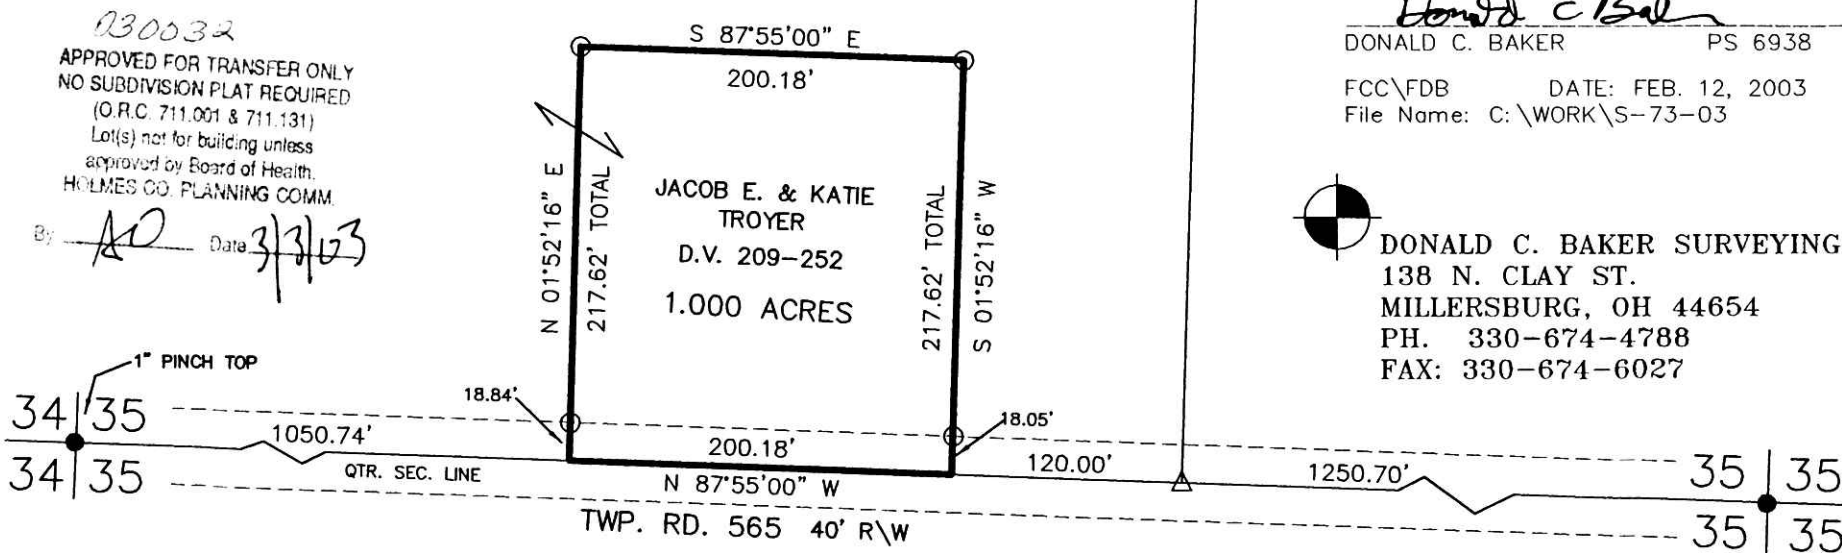 030032
APPROVED FOR TRANSFER ONLY
NO SUBDIVISION PLAT REQUIRED
(O.R.C. 711.001 & 711.131)
Lot(s) not for building unless
approved by Board of Health.
HOLMES CO. PLANNING COMM.
By AD Date 3/3/03
S 87°55'00" E
200.18'
N 01°52'16" E
217.62' TOTAL
JACOB E. & KATIE
TROYER
D.V. 209-252
1.000 ACRES
217.62' TOTAL
S 01°52'16" W
Donald C Baker
DONALD C. BAKER PS 6938
FCC\FDB DATE: FEB. 12, 2003
File Name: C:\WORK\S-73-03
DONALD C. BAKER SURVEYING
138 N. CLAY ST.
MILLERSBURG, OH 44654
PH. 330-674-4788
FAX: 330-674-6027
1" PINCH TOP
18.84'
18.05'
34 35
1050.74'
200.18'
120.00'
1250.70'
35 35
34 35
QTR. SEC. LINE
N 87°55'00" W
TWP. RD. 565 40' R\W
35 35